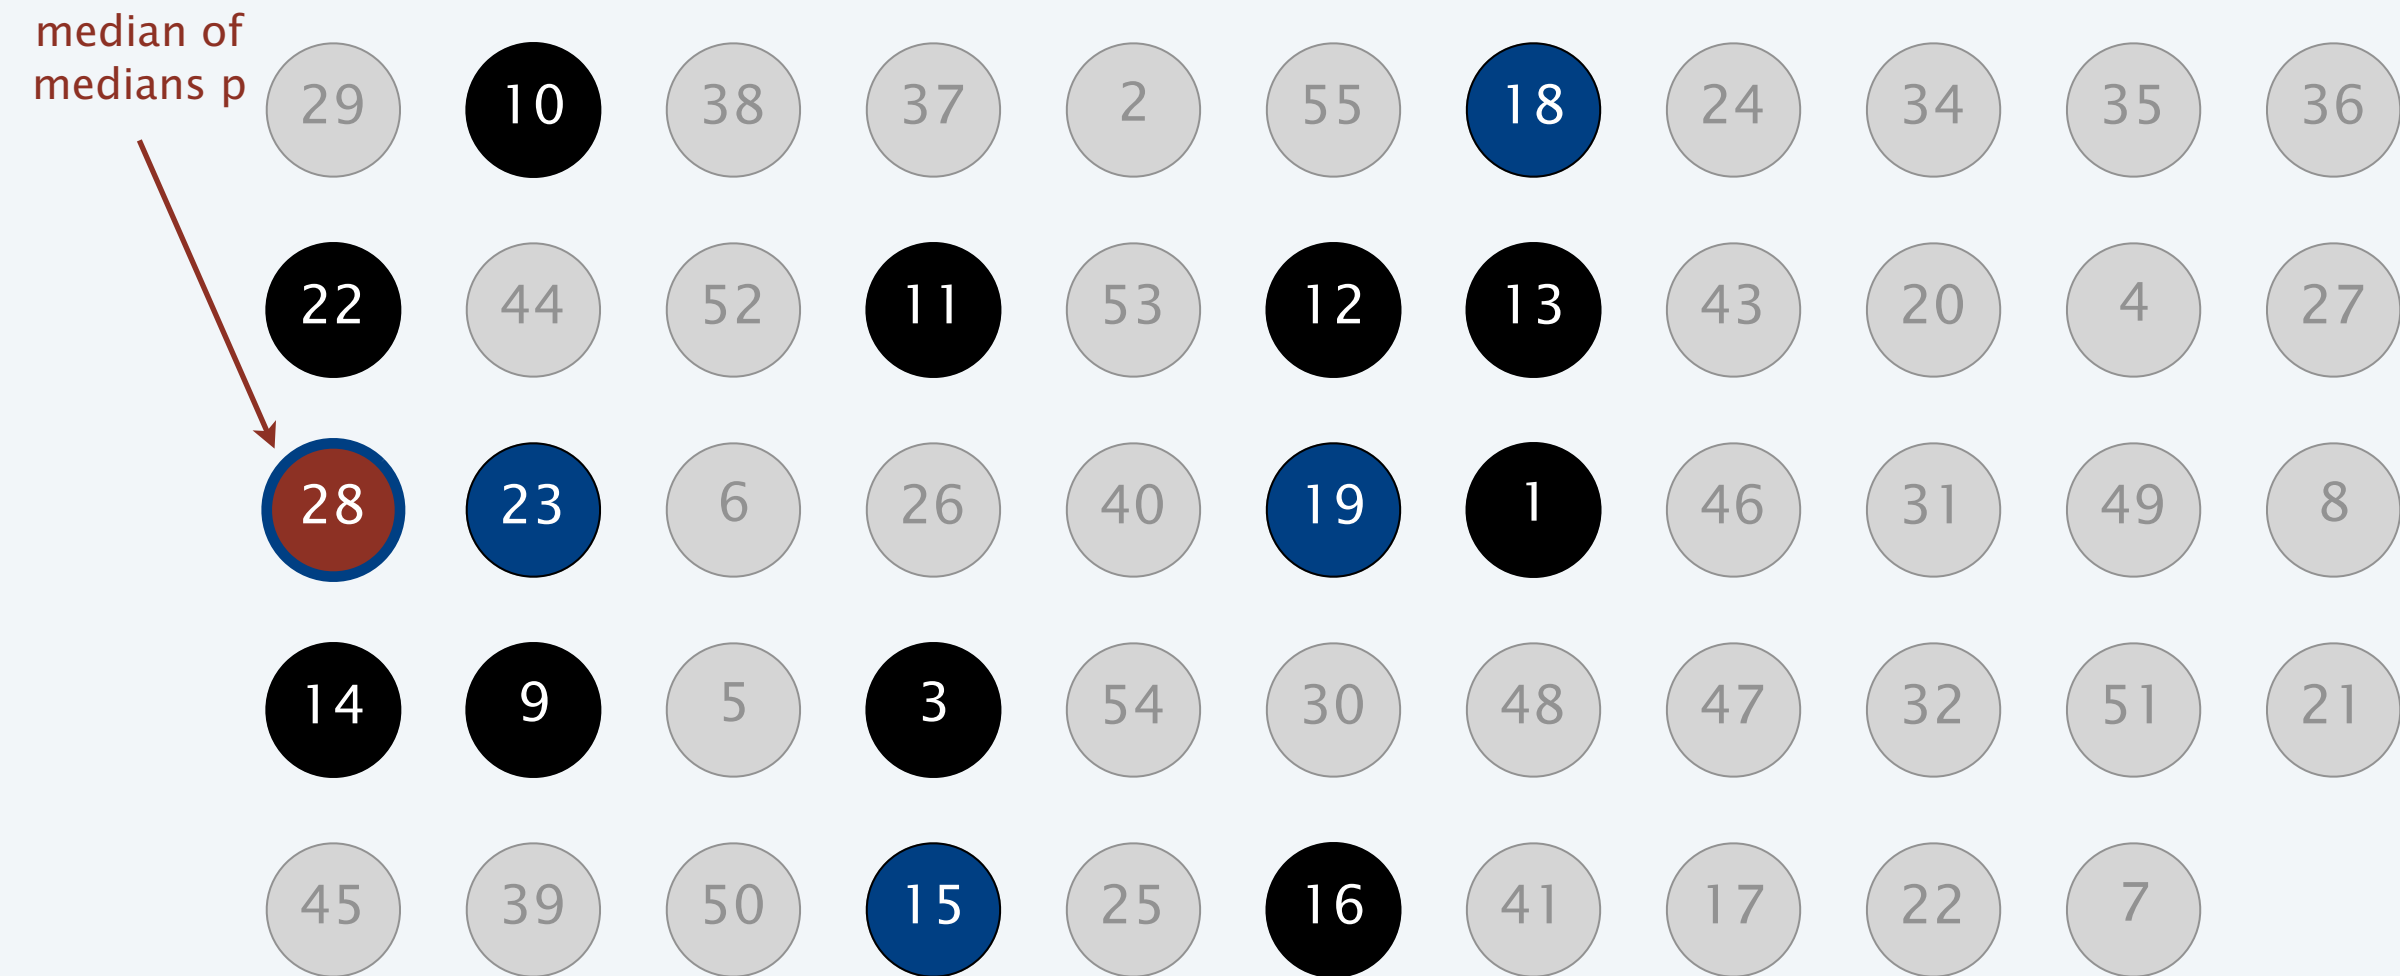 median of
medians p
29 10 38 37 2 55 18 24 34 35 36
22 44 52 11 53 12 13 43 20 4 27
28 23 6 26 40 19 1 46 31 49 8
14 9 5 3 54 30 48 47 32 51 21
45 39 50 15 25 16 41 17 22 7